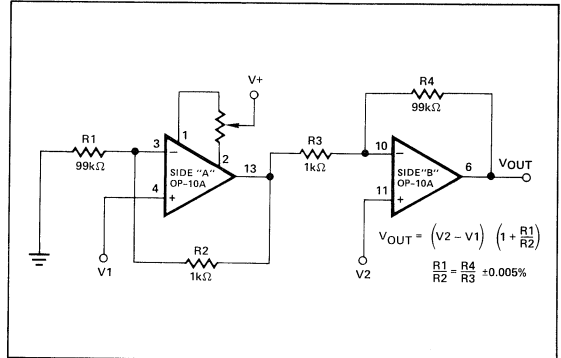 V+
R4
99kΩ
R1
99kΩ
3
1
2
SIDE "A"
OP-10A
13
4
R3
1kΩ
10
SIDE "B"
OP-10A
6
VOUT
11
R2
1kΩ
V1
V2
VOUT = (V2 − V1) (1 + R1/R2)
R1/R2 = R4/R3 ±0.005%
−
+
−
+